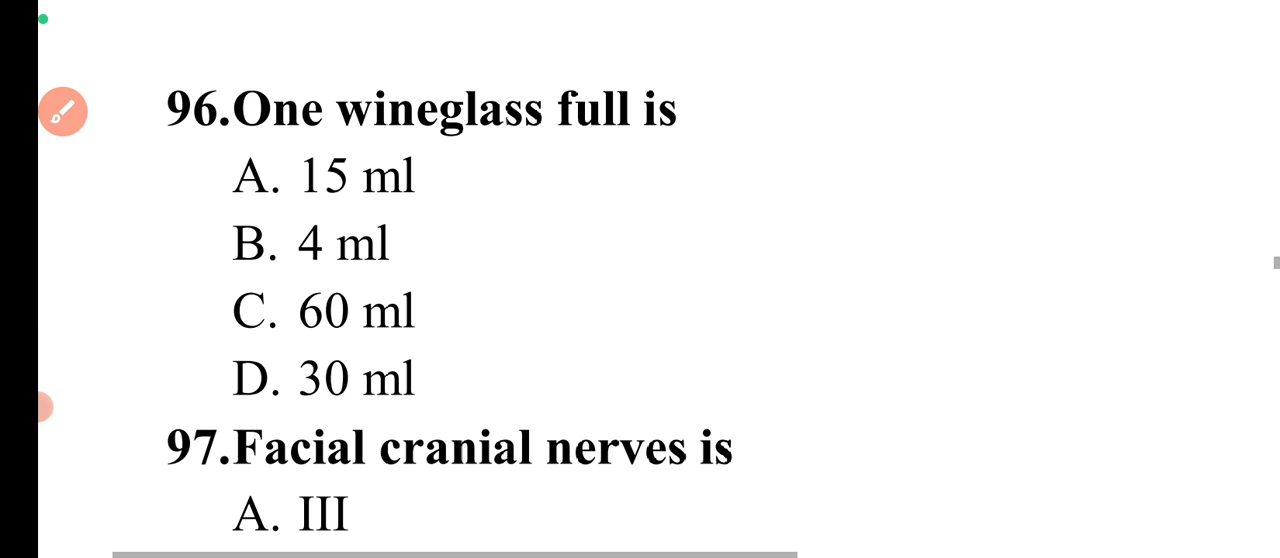 96.One wineglass full is
A. 15 ml
B. 4 ml
C. 60 ml
D. 30 ml
97.Facial cranial nerves is
A. III